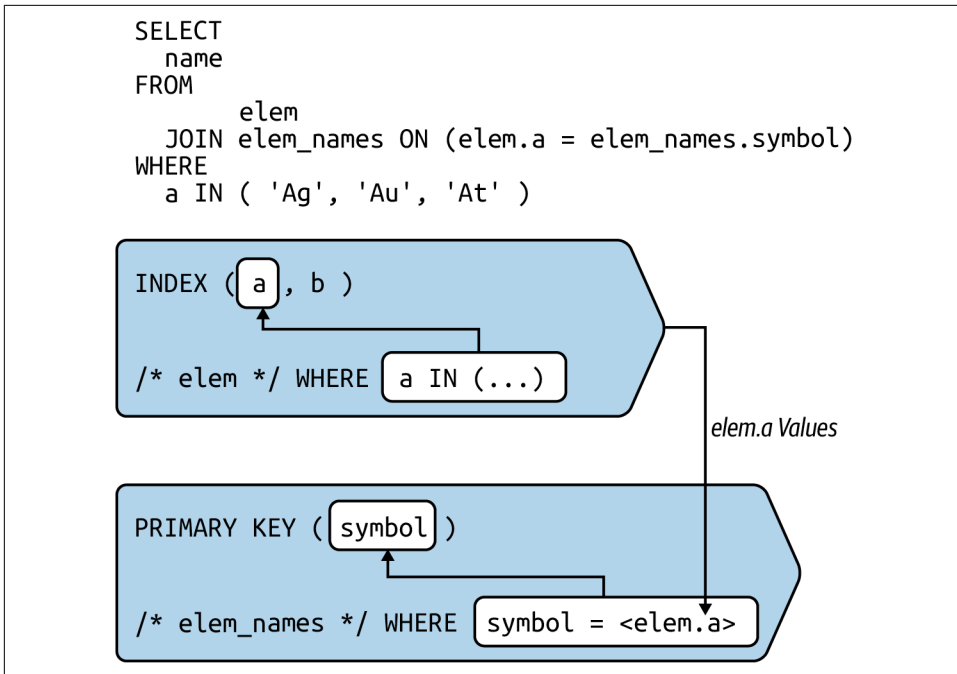 SELECT
name
FROM
elem
JOIN elem_names ON (elem.a = elem_names.symbol)
WHERE
a IN ( 'Ag', 'Au', 'At' )
INDEX ( a , b )
/* elem */ WHERE a IN (...)
elem.a Values
PRIMARY KEY ( symbol )
/* elem_names */ WHERE symbol = <elem.a>